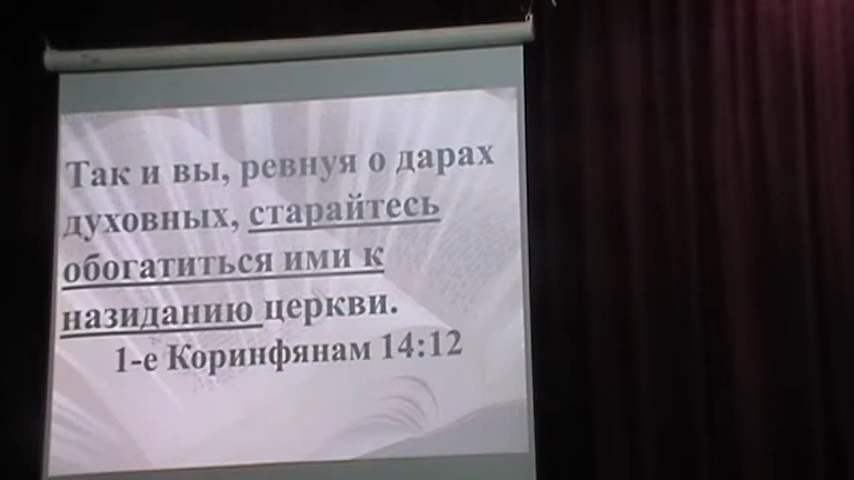 Так и вы, ревнуя о дарах
духовных, старайтесь
обогатиться ими к
назиданию церкви.
1-е Коринфянам 14:12